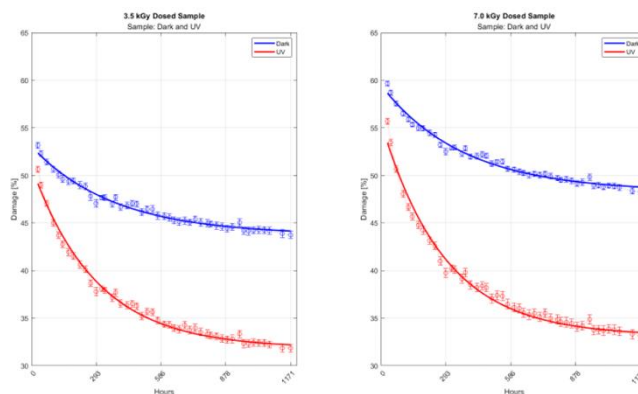 3.5 kGy Dosed Sample
Sample: Dark and UV
65
60
55
50
45
40
35
30
Damage [%]
0
293
586
878
1171
Hours
Dark
UV
7.0 kGy Dosed Sample
Sample: Dark and UV
65
60
55
50
45
40
35
30
Damage [%]
0
293
586
878
Hours
Dark
UV